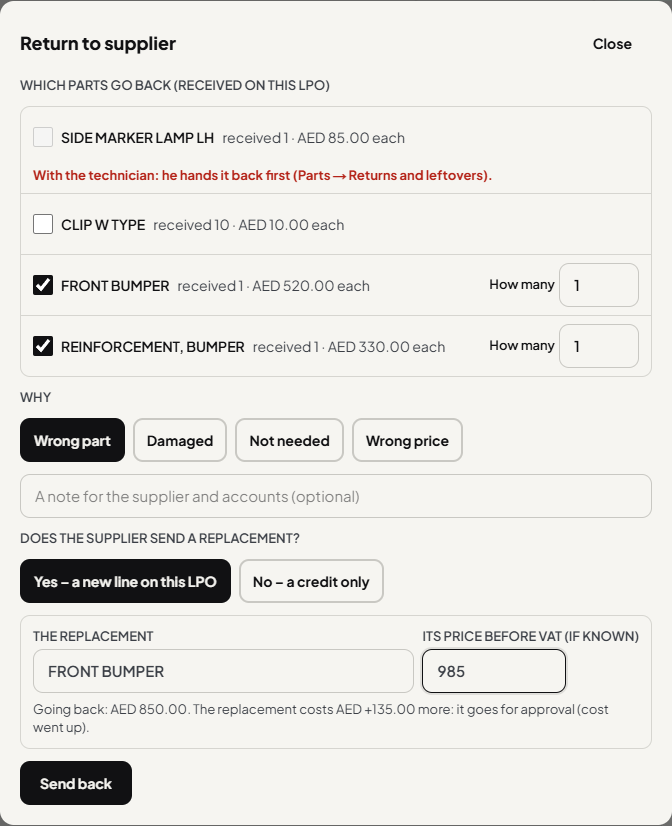 Return to supplier
Close
WHICH PARTS GO BACK (RECEIVED ON THIS LPO)
SIDE MARKER LAMP LH received 1 · AED 85.00 each
With the technician: he hands it back first (Parts → Returns and leftovers).
CLIP W TYPE received 10 · AED 10.00 each
FRONT BUMPER received 1 · AED 520.00 each How many 1
REINFORCEMENT, BUMPER received 1 · AED 330.00 each How many 1
WHY
Wrong part Damaged Not needed Wrong price
A note for the supplier and accounts (optional)
DOES THE SUPPLIER SEND A REPLACEMENT?
Yes – a new line on this LPO No – a credit only
THE REPLACEMENT ITS PRICE BEFORE VAT (IF KNOWN)
FRONT BUMPER 985
Going back: AED 850.00. The replacement costs AED +135.00 more: it goes for approval (cost
went up).
Send back